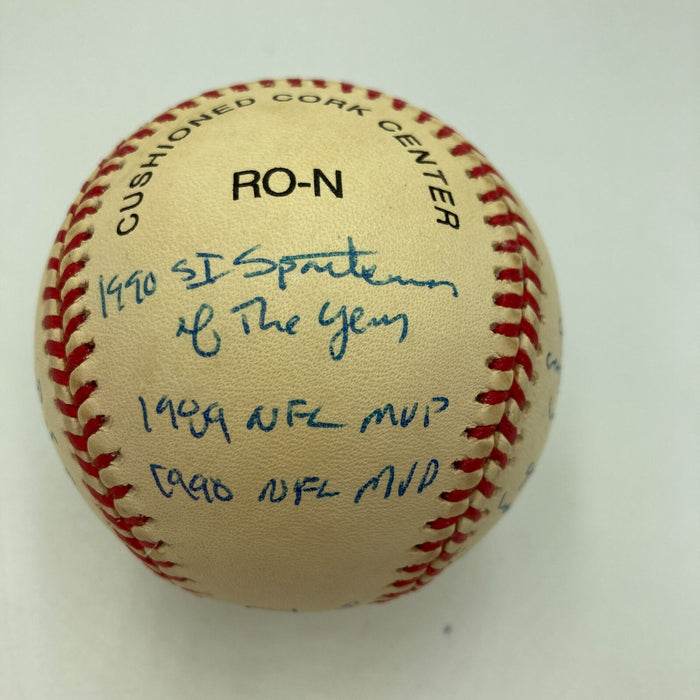 CUSHIONED CORK CENTER
RO-N
1990 SI Sportsman
of The Year
1989 NFL MVP
1990 NFL MVP